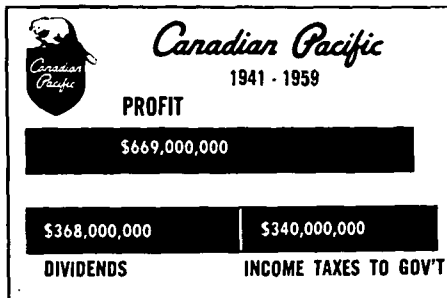 Canadian Pacific
1941 - 1959
Canadian
Pacific
PROFIT
$669,000,000
$368,000,000 $340,000,000
DIVIDENDS INCOME TAXES TO GOV'T